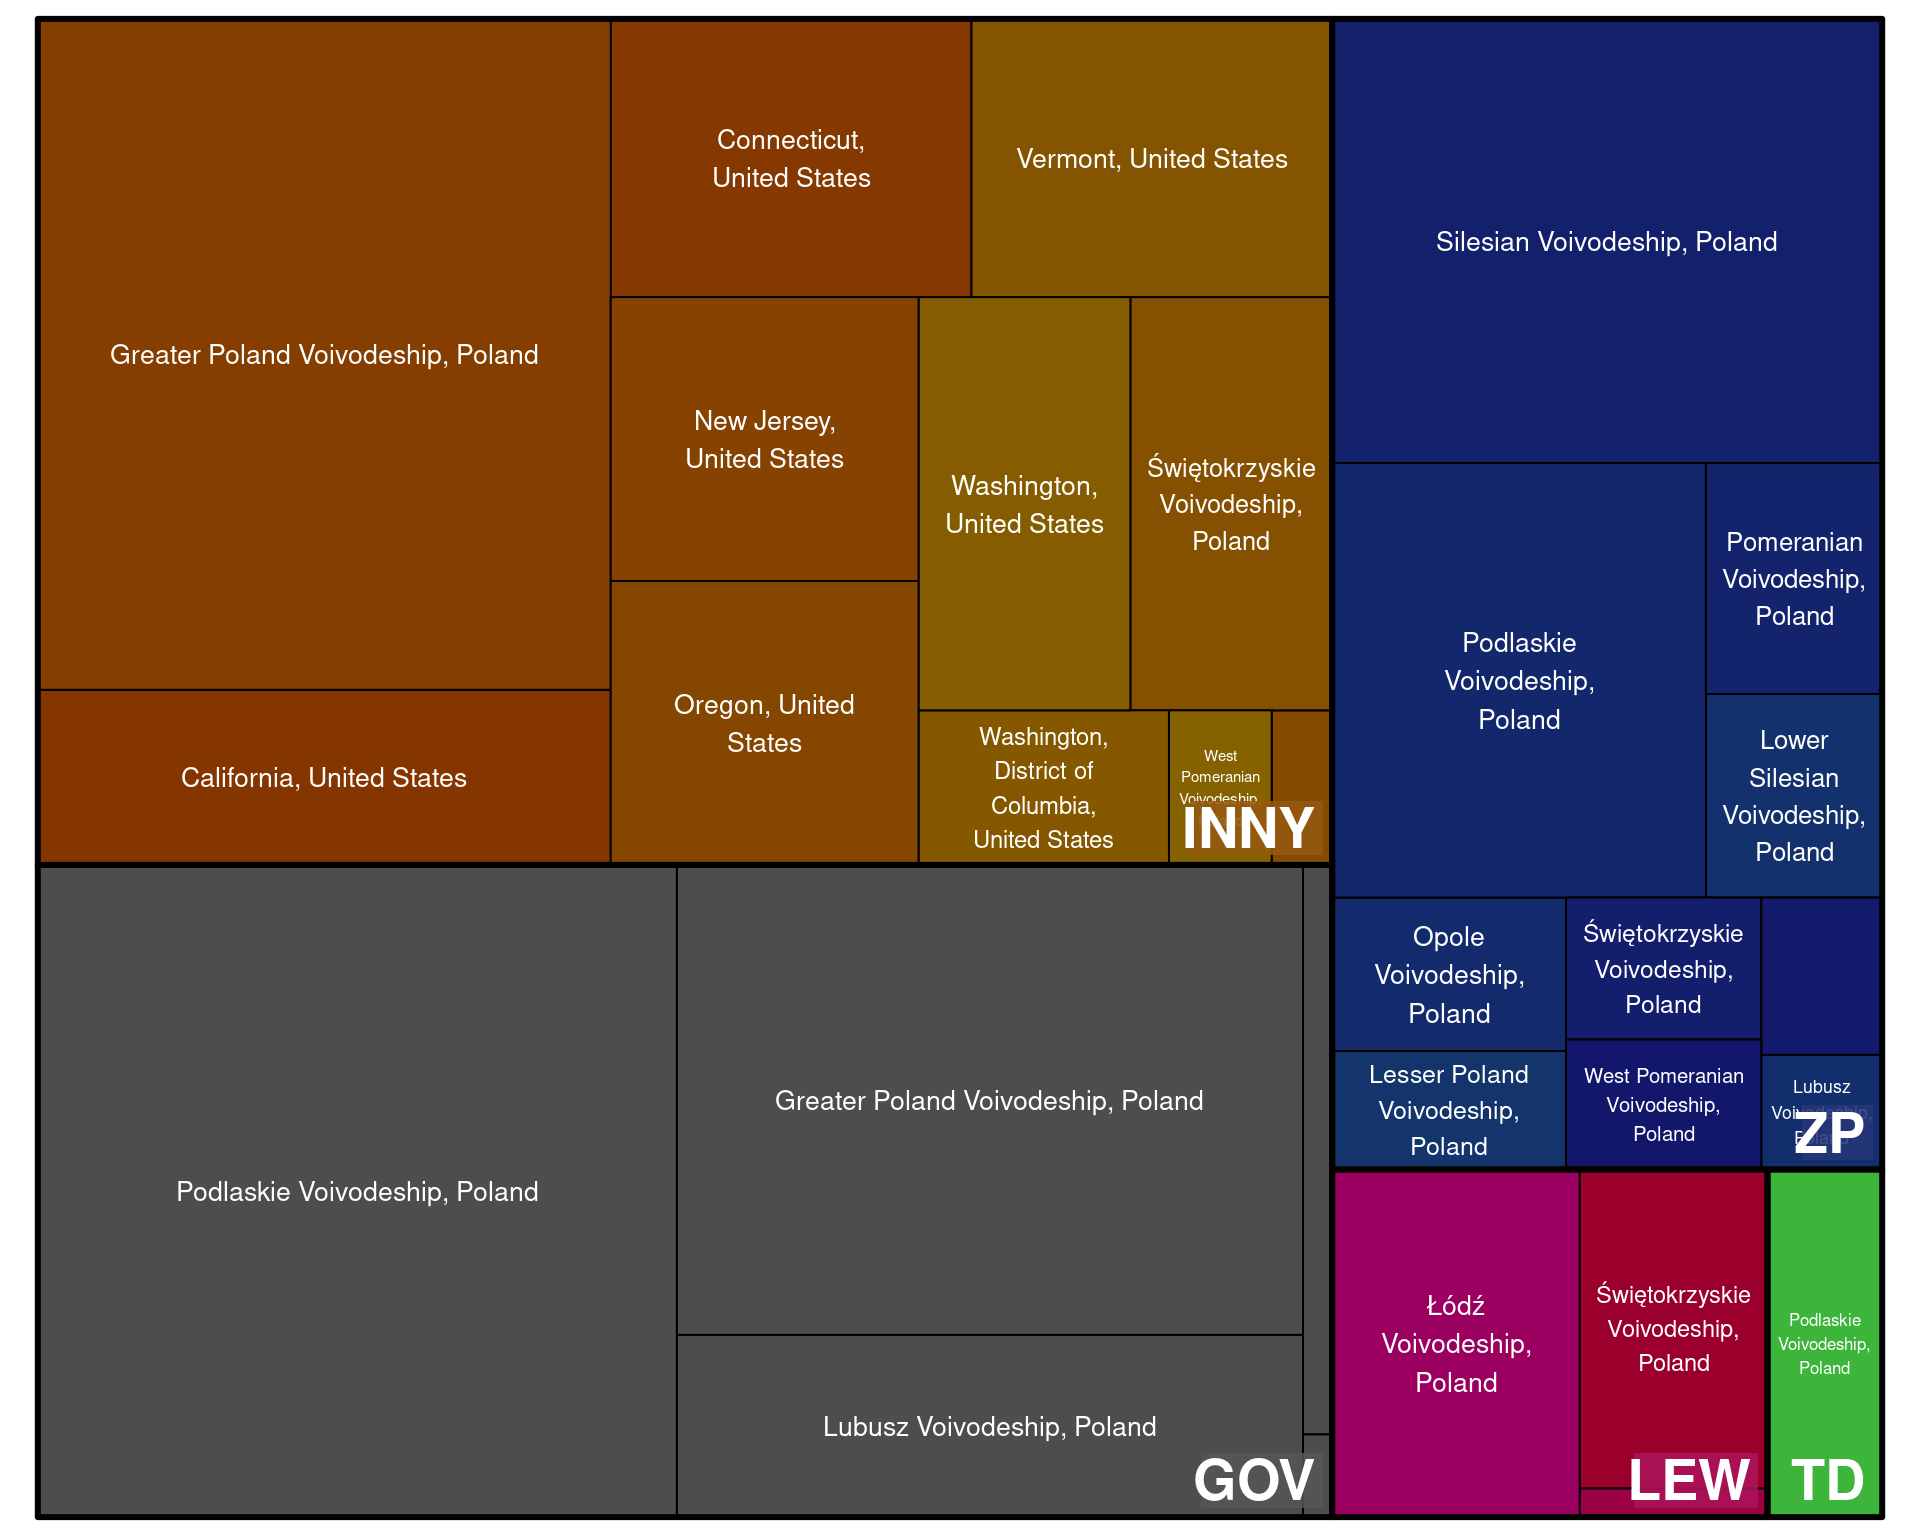 Greater Poland Voivodeship, Poland
California, United States
Connecticut,
United States
Vermont, United States
New Jersey,
United States
Oregon, United
States
Washington,
United States
Świętokrzyskie
Voivodeship,
Poland
Washington,
District of
Columbia,
United States
West
Pomeranian
Voivodeship,
INNY
Podlaskie Voivodeship, Poland
Greater Poland Voivodeship, Poland
Lubusz Voivodeship, Poland
GOV
Silesian Voivodeship, Poland
Podlaskie
Voivodeship,
Poland
Pomeranian
Voivodeship,
Poland
Lower
Silesian
Voivodeship,
Poland
Opole
Voivodeship,
Poland
Lesser Poland
Voivodeship,
Poland
Świętokrzyskie
Voivodeship,
Poland
West Pomeranian
Voivodeship,
Poland
Lubusz
Voivodeship,
Poland
ZP
Łódź
Voivodeship,
Poland
Świętokrzyskie
Voivodeship,
Poland
LEW
Podlaskie
Voivodeship,
Poland
TD